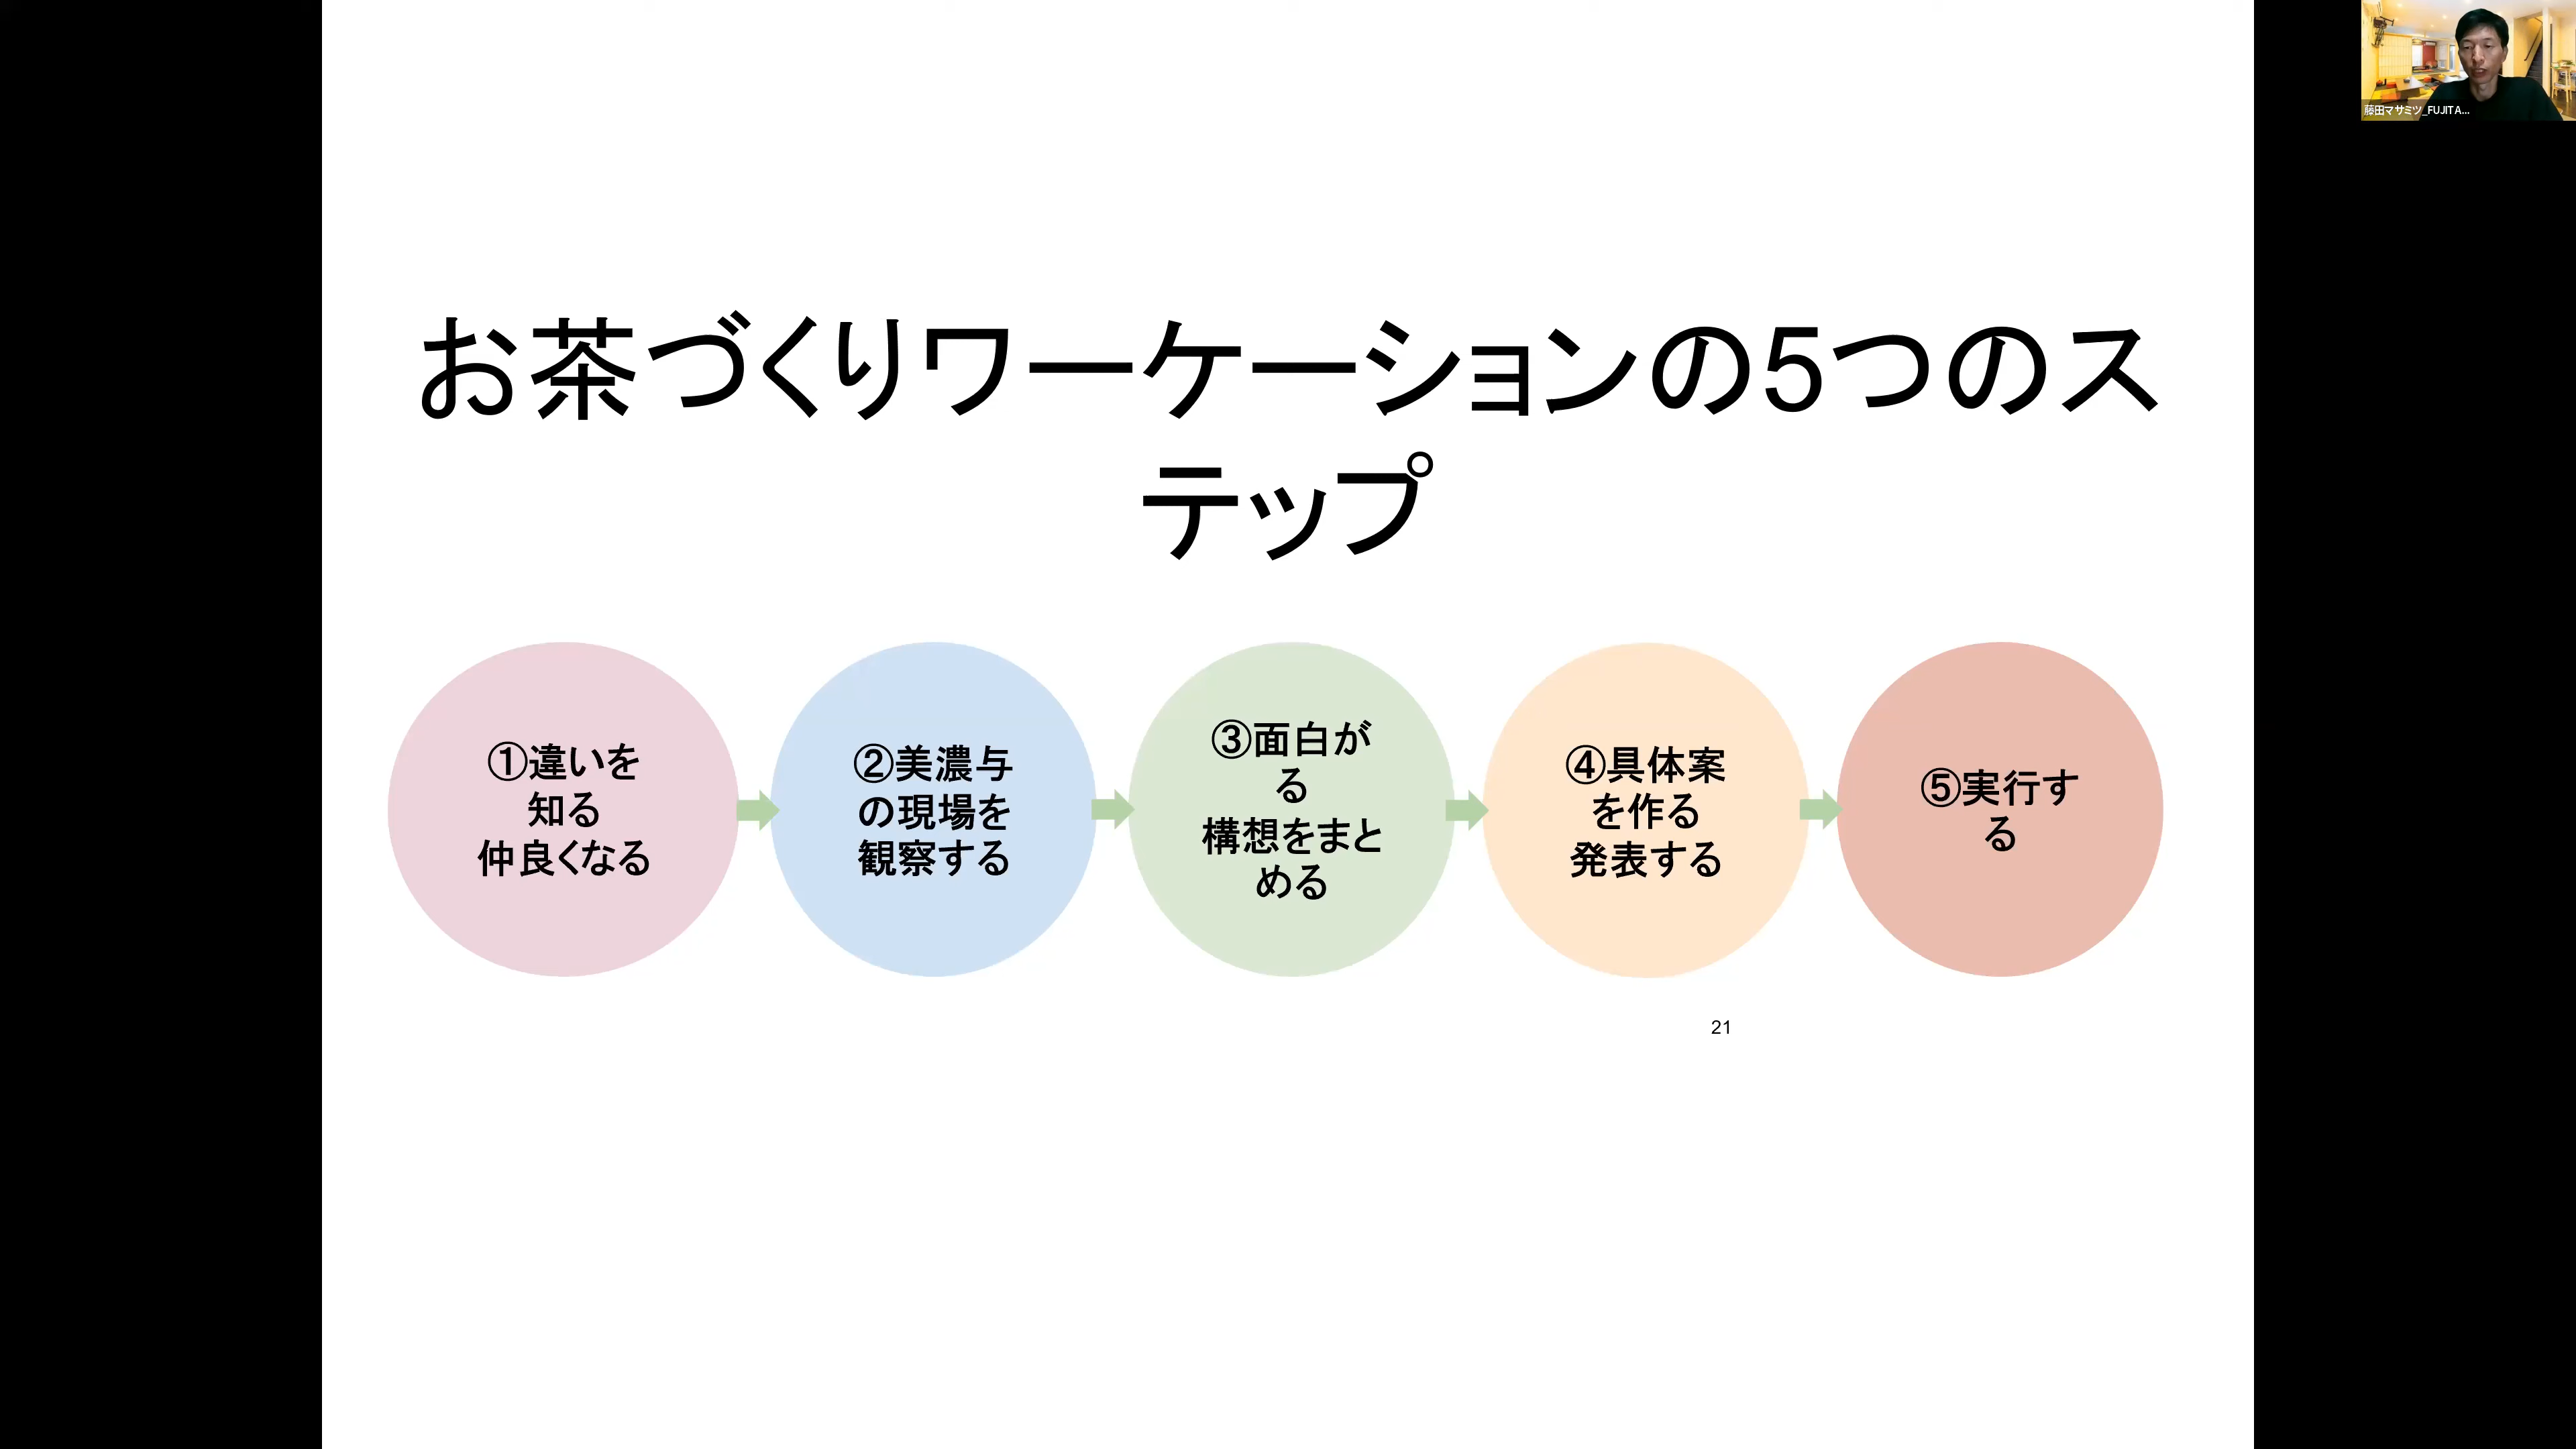 お茶づくりワーケーションの5つのス
テップ
①違いを
知る
仲良くなる
②美濃与
の現場を
観察する
③面白が
る
構想をまと
める
④具体案
を作る
発表する
⑤実行す
る
21
藤田マサミツ_FUJITA...